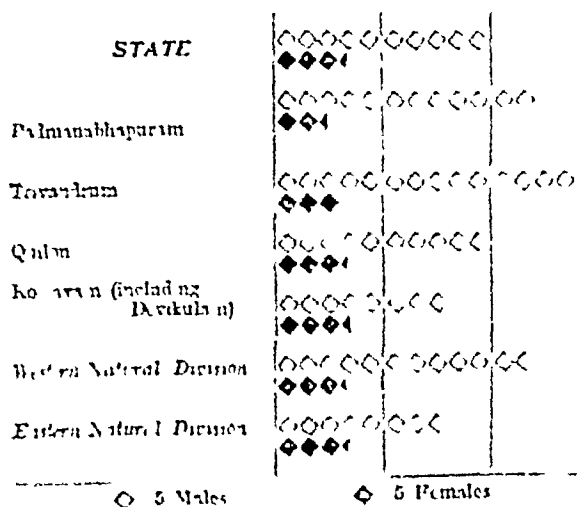 STATE
Padmanabhapuram
Trivandrum
Quilon
Kottayam (including
Devikulam)
Western Natural Division
Eastern Natural Division
5 Males 5 Females